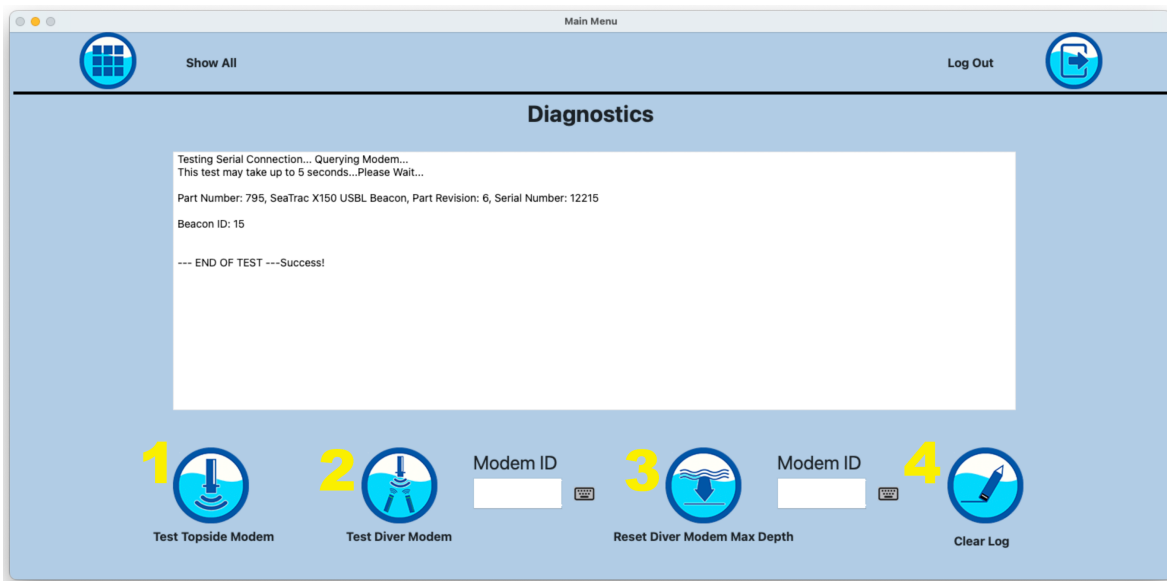 Main Menu
Show All
Log Out
Diagnostics
Testing Serial Connection... Querying Modem...
This test may take up to 5 seconds...Please Wait...
Part Number: 795, SeaTrac X150 USBL Beacon, Part Revision: 6, Serial Number: 12215
Beacon ID: 15
--- END OF TEST ---Success!
1
Test Topside Modem
2
Test Diver Modem
Modem ID
3
Reset Diver Modem Max Depth
Modem ID
4
Clear Log